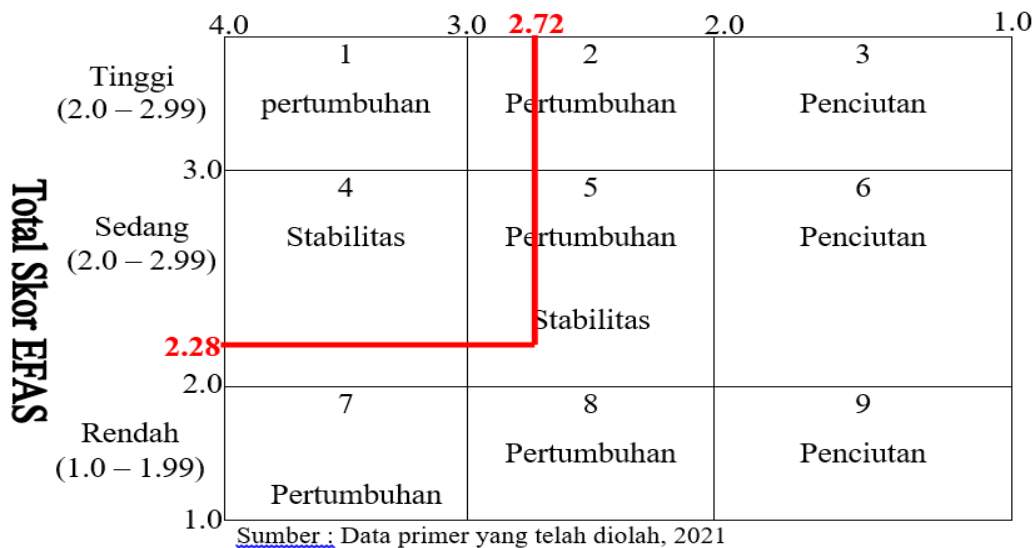 4.0 3.0 2.72 2.0 1.0
1 2 3
Tinggi
(2.0 – 2.99) pertumbuhan Pertumbuhan Penciutan
3.0
4 5 6
Sedang Stabilitas Pertumbuhan Penciutan
(2.0 – 2.99)
Total Skor EFAS
Stabilitas
2.28
2.0
7 8 9
Rendah Pertumbuhan Penciutan
(1.0 – 1.99)
Pertumbuhan
1.0
Sumber : Data primer yang telah diolah, 2021